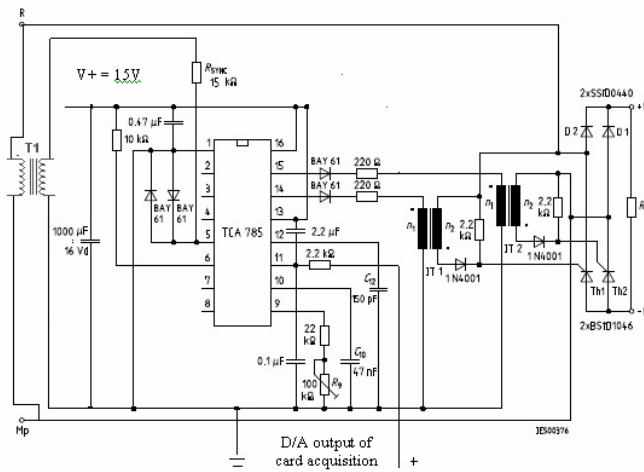 R
V+ = 15V
RSYNC
15 kΩ
2xSSiD0440
0.47 µF
10 kΩ
T1
1 16
2 15
3 14
4 13
5 12
6 11
7 10
8 9
TCA 785
BAY 61
220 Ω
BAY 61
220 Ω
BAY
61
BAY
61
1000 µF
16 Vd
2,2 µF
2.2 kΩ
C12
150 pF
n1
n2
2,2
kΩ
n1
n2
2,2
kΩ
IT 1
IT 2
1N4001
1N4001
D 2
D 1
R
Th1
Th2
2xBStD1046
22
kΩ
0.1 µF
100
kΩ
R9
C10
47 nF
Mp
IES00376
D/A output of
card acquisition
+